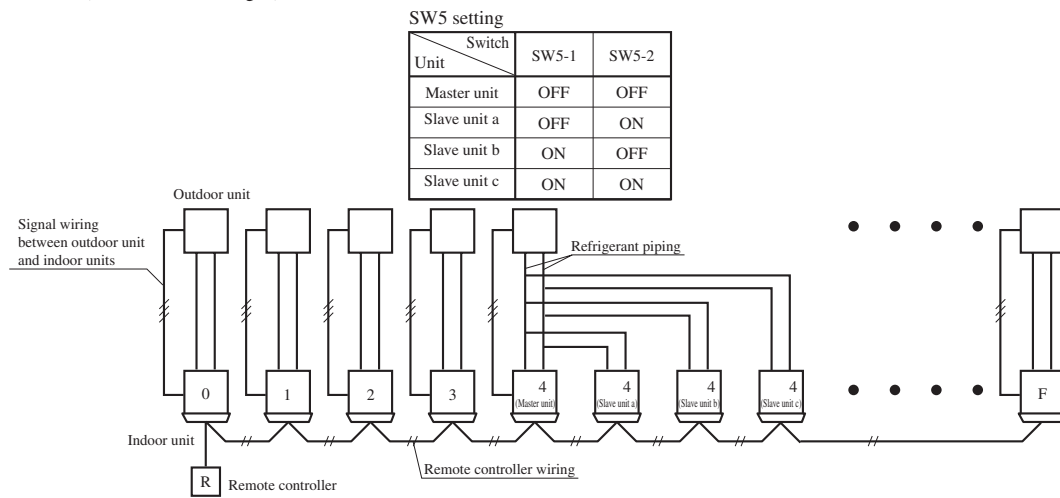 SW5 setting
Switch
Unit
SW5-1
SW5-2
Master unit
OFF
OFF
Slave unit a
OFF
ON
Slave unit b
ON
OFF
Slave unit c
ON
ON
Outdoor unit
Signal wiring
between outdoor unit
and indoor units
Refrigerant piping
0
1
2
3
4
(Master unit)
4
(Slave unit a)
4
(Slave unit b)
4
(Slave unit c)
F
Indoor unit
Remote controller wiring
R
Remote controller